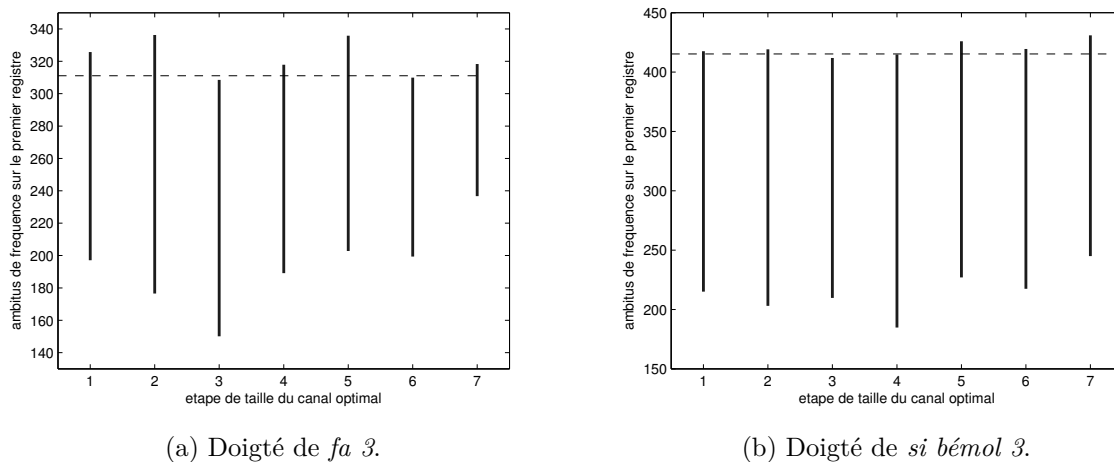 ambitus de frequence sur le premier registre
340
320
300
280
260
240
220
200
180
160
140
1 2 3 4 5 6 7
etape de taille du canal optimal
(a) Doigté de fa 3.
ambitus de frequence sur le premier registre
450
400
350
300
250
200
150
1 2 3 4 5 6 7
etape de taille du canal optimal
(b) Doigté de si bémol 3.